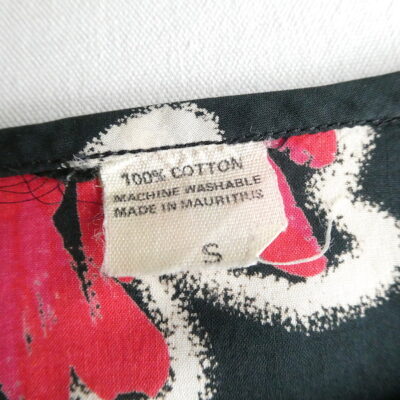 100% COTTON
MACHINE WASHABLE
MADE IN MAURITIUS
S